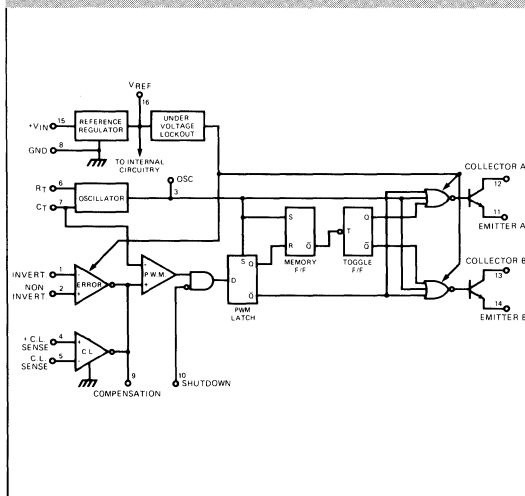 VREF
16
+VIN 15
REFERENCE
REGULATOR
UNDER
VOLTAGE
LOCKOUT
GND 8
TO INTERNAL
CIRCUITRY
OSC
3
RT 6
CT 7
OSCILLATOR
COLLECTOR A
12
11
EMITTER A
S
R
Q̅
MEMORY
F/F
T
Q
Q̅
TOGGLE
F/F
INVERT 1
NON
INVERT
2
-
ERROR
+
-
P.W.M.
+
D
S
Q
Q̅
PWM
LATCH
COLLECTOR B
13
14
EMITTER B
+ C.L.
SENSE
4
C.L.
SENSE
5
+
C.L
-
9
COMPENSATION
10
SHUTDOWN